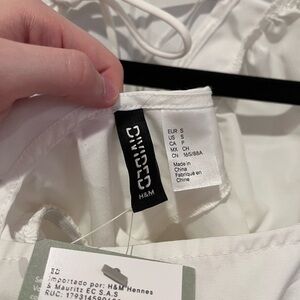 DIVIDED
H&M
EUR S
US S
CA P
MX CH
CN 165/88A
Made in
China
Fabriqué en
Chine
Importado por: H&M Hennes
& Mauritz EC S.A.S